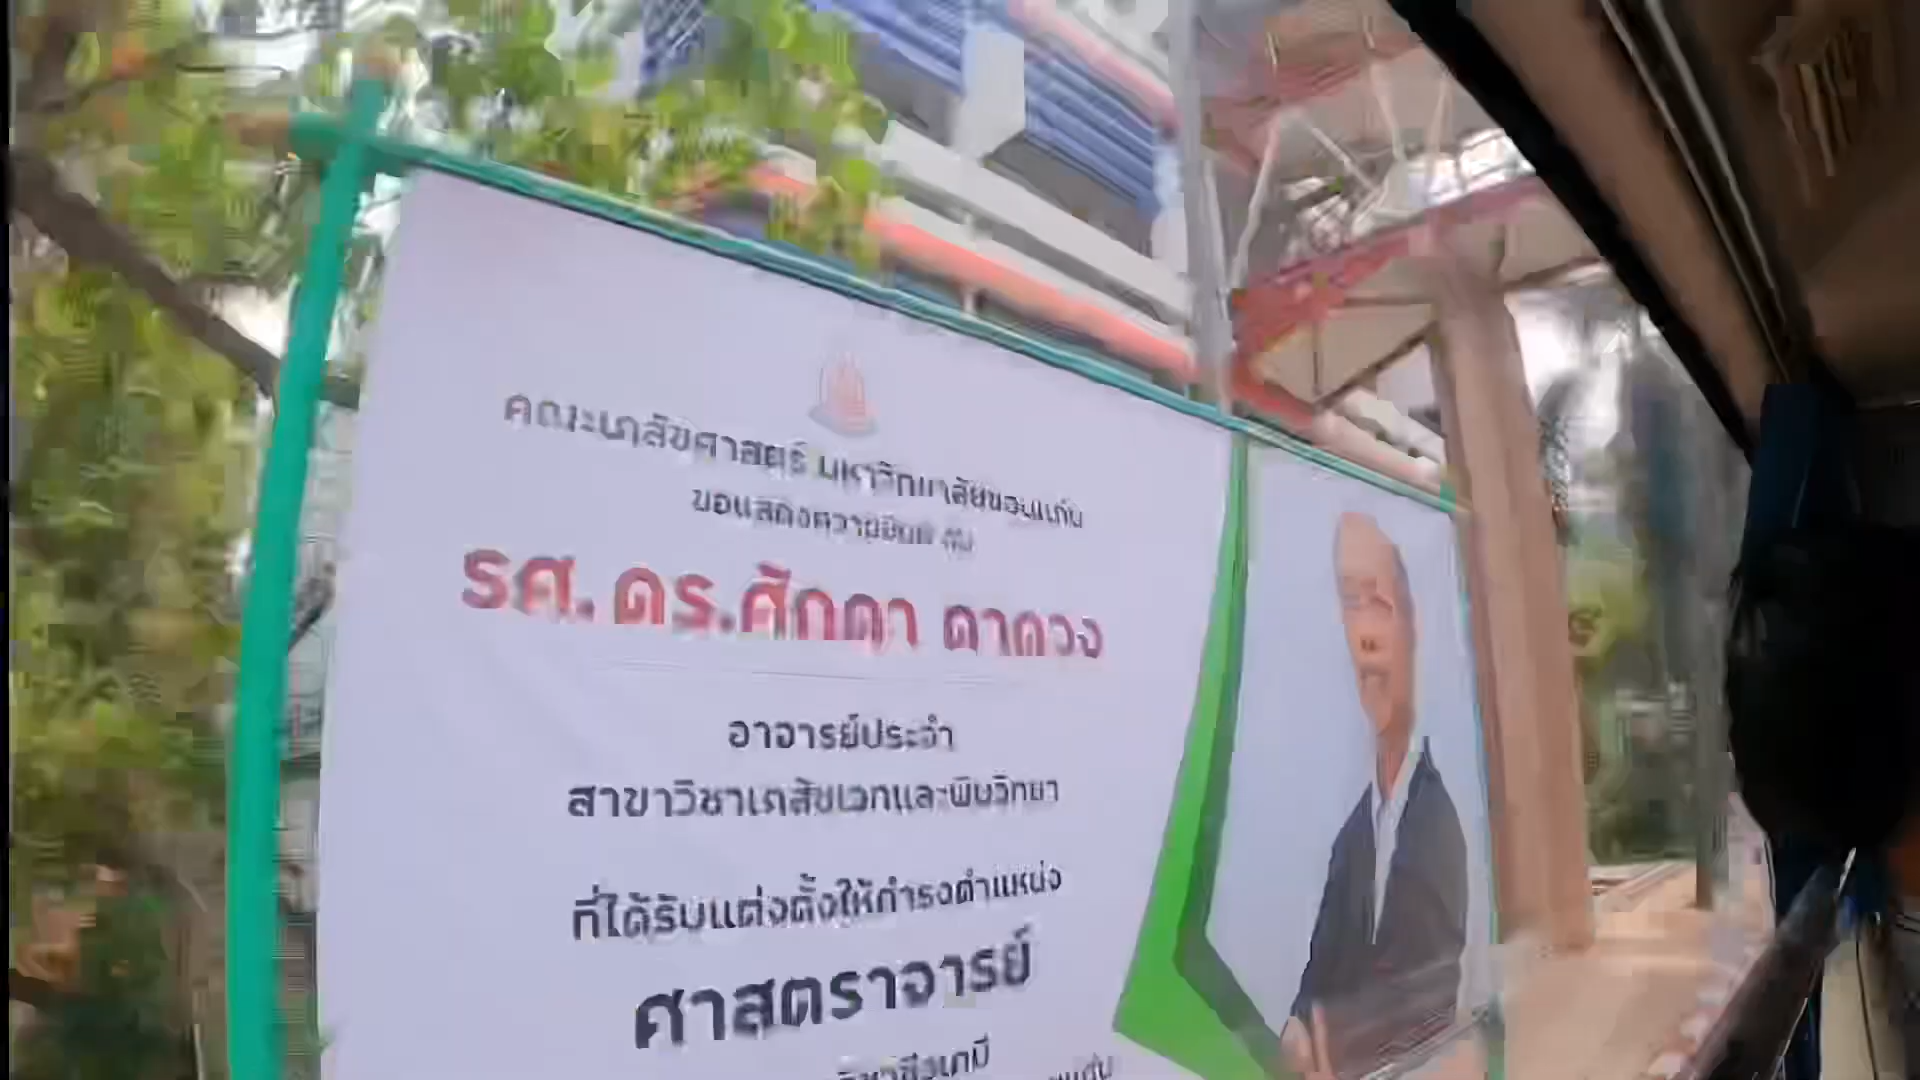 คณะเภสัชศาสตร์ มหาวิทยาลัยขอนแก่น
ขอแสดงความยินดี กับ
รศ. ดร.ศักดา ดาดวง
อาจารย์ประจำ
สาขาวิชาเภสัชเวทและพิษวิทยา
ที่ได้รับแต่งตั้งให้ดำรงตำแหน่ง
ศาสตราจารย์
ชีวเคมี